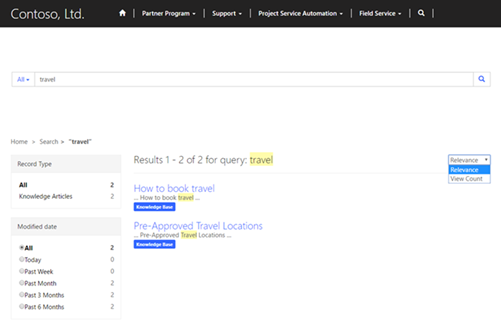 Contoso, Ltd.
Partner Program
Support
Project Service Automation
Field Service
All
travel
Home > Search > "travel"
Record Type
All 2
Knowledge Articles 2
Modified date
All 2
Today 0
Past Week 0
Past Month 2
Past 3 Months 2
Past 6 Months 2
Results 1 - 2 of 2 for query: travel
Relevance
Relevance
View Count
How to book travel
... How to book travel ...
Knowledge Base
Pre-Approved Travel Locations
... Pre-Approved Travel Locations ...
Knowledge Base